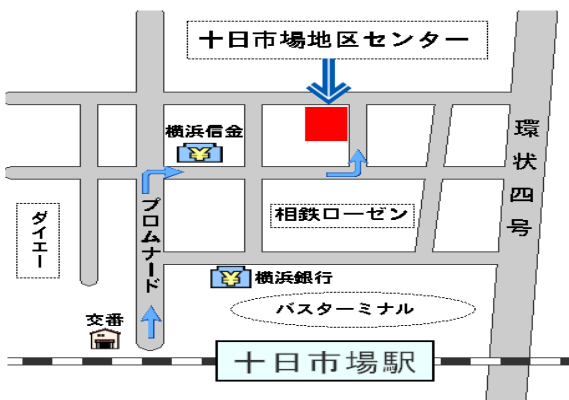 十日市場地区センター
横浜信金
環状四号
プロムナード
ダイエー
相鉄ローゼン
横浜銀行
バスターミナル
交番
十日市場駅